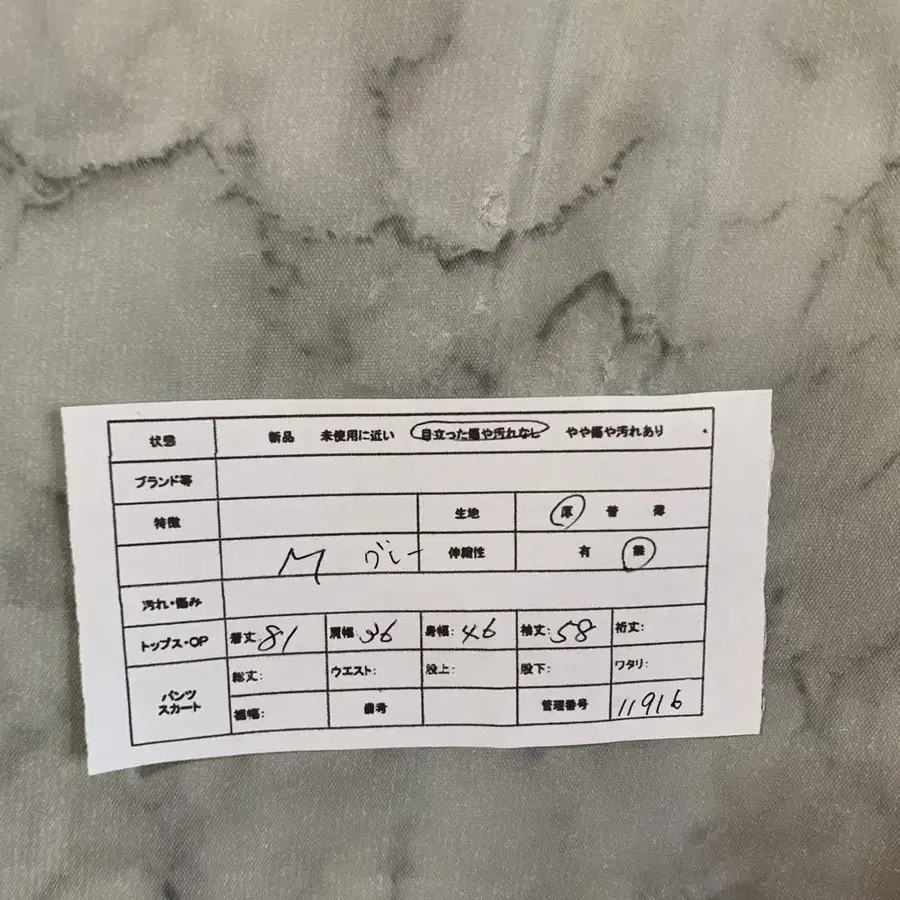 状態 新品 未使用に近い 目立った傷や汚れなし やや傷や汚れあり
ブランド等
特徴 生地 厚 普 薄
M グレー 伸縮性 有 無
汚れ・傷み
トップス・OP 着丈:81 肩幅:36 身幅:46 袖丈:58 裄丈:
パンツ スカート 総丈: ウエスト: 股上: 股下: ワタリ:
裾幅: 備考 管理番号 11916